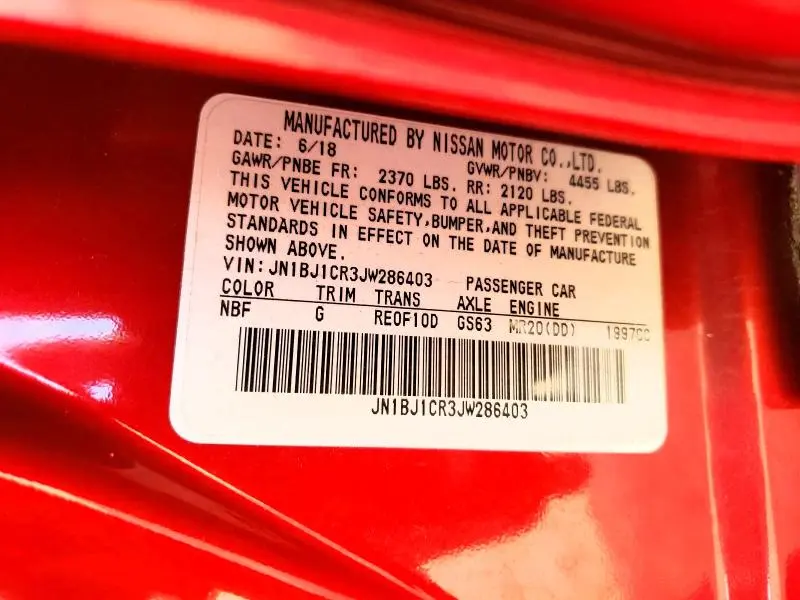 MANUFACTURED BY NISSAN MOTOR CO.,LTD.
DATE: 6/18 GVWR/PNBV: 4455 LBS.
GAWR/PNBE FR: 2370 LBS. RR: 2120 LBS.
THIS VEHICLE CONFORMS TO ALL APPLICABLE FEDERAL
MOTOR VEHICLE SAFETY,BUMPER,AND THEFT PREVENTION
STANDARDS IN EFFECT ON THE DATE OF MANUFACTURE
SHOWN ABOVE.
VIN:JN1BJ1CR3JW286403 PASSENGER CAR
COLOR TRIM TRANS AXLE ENGINE
NBF G RE0F10D GS63 MR20(DD) 1997CC
JN1BJ1CR3JW286403